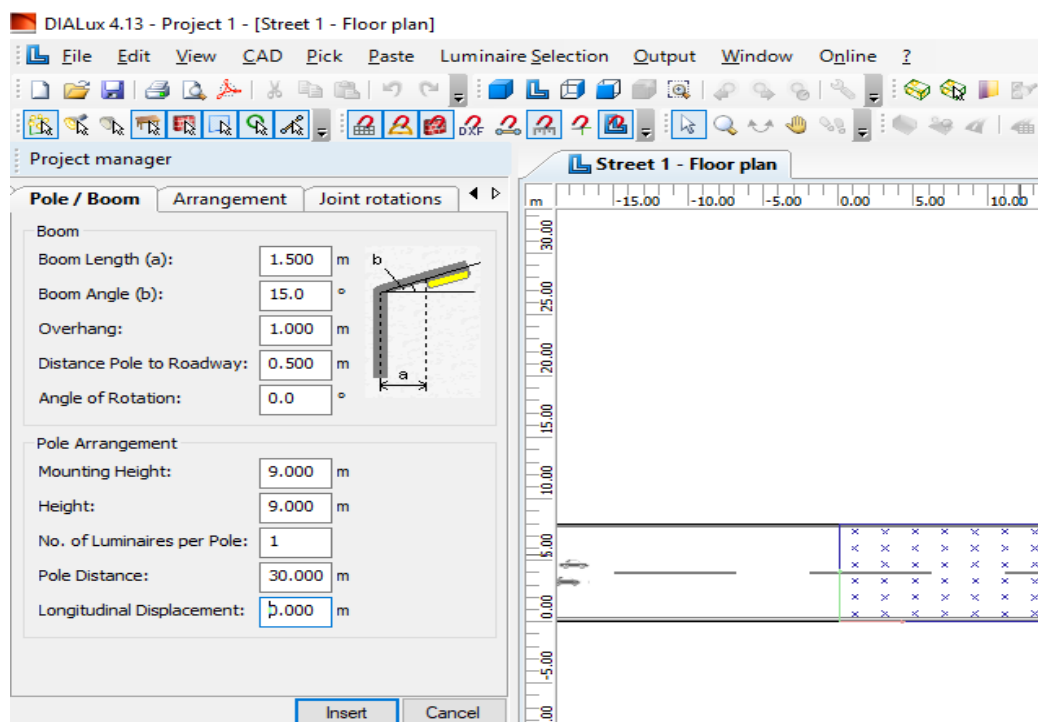 DIALux 4.13 - Project 1 - [Street 1 - Floor plan]
File Edit View CAD Pick Paste Luminaire Selection Output Window Online ?
DXF
Project manager
Street 1 - Floor plan
Pole / Boom Arrangement Joint rotations
m -15.00 -10.00 -5.00 0.00 5.00 10.00
Boom
Boom Length (a): 1.500 m
Boom Angle (b): 15.0 °
Overhang: 1.000 m
Distance Pole to Roadway: 0.500 m
Angle of Rotation: 0.0 °
b
a
Pole Arrangement
Mounting Height: 9.000 m
Height: 9.000 m
No. of Luminaires per Pole: 1
Pole Distance: 30.000 m
Longitudinal Displacement: 0.000 m
Insert Cancel
30.00
25.00
20.00
15.00
10.00
5.00
0.00
-5.00
.00